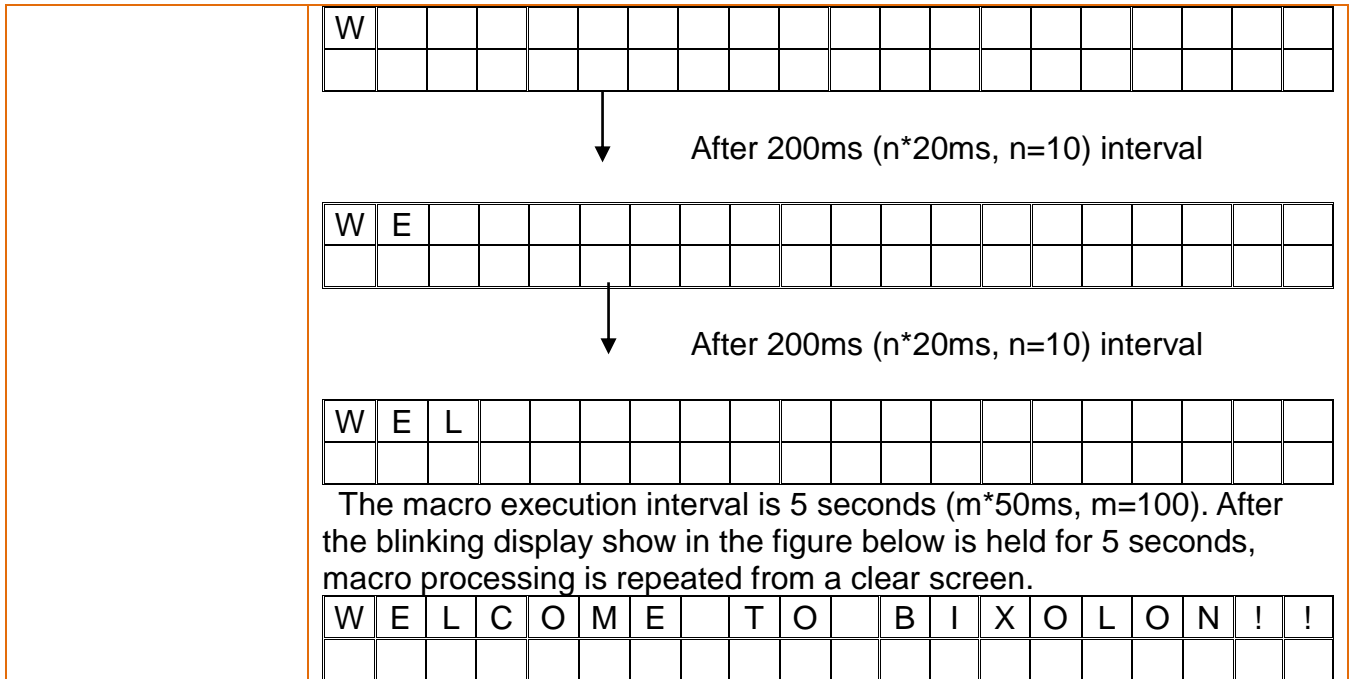 W
After 200ms (n*20ms, n=10) interval
W E
After 200ms (n*20ms, n=10) interval
W E L
The macro execution interval is 5 seconds (m*50ms, m=100). After
the blinking display show in the figure below is held for 5 seconds,
macro processing is repeated from a clear screen.
W E L C O M E T O B I X O L O N ! !